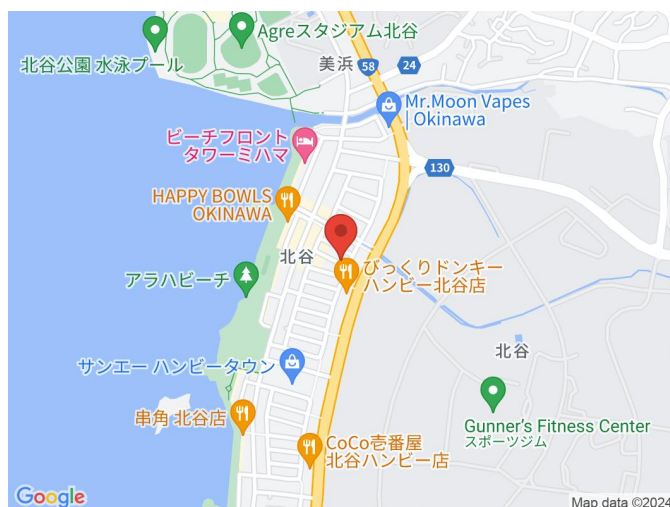 Agreスタジアム北谷
北谷公園 水泳プール
美浜
58
24
Mr.Moon Vapes
| Okinawa
ビーチフロント
タワーミハマ
130
HAPPY BOWLS
OKINAWA
北谷
びっくりドンキー
ハンビー北谷店
アラハビーチ
北谷
サンエー ハンビータウン
串角 北谷店
Gunner's Fitness Center
スポーツジム
CoCo壱番屋
北谷ハンビー店
Google
Map data ©2024